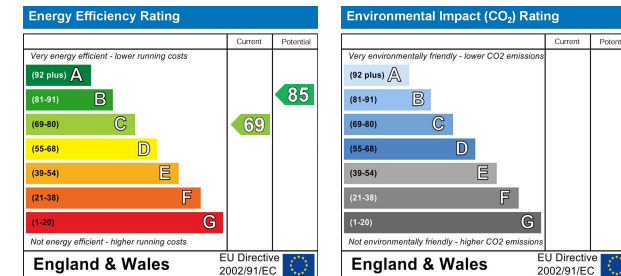 Energy Efficiency Rating
Current Potential
Very energy efficient - lower running costs
(92 plus) A
(81-91) B
85
(69-80) C
69
(55-68) D
(39-54) E
(21-38) F
(1-20) G
Not energy efficient - higher running costs
England & Wales
EU Directive
2002/91/EC
Environmental Impact (CO₂) Rating
Current Potent
Very environmentally friendly - lower CO2 emissions
(92 plus) A
(81-91) B
(69-80) C
(55-68) D
(39-54) E
(21-38) F
(1-20) G
Not environmentally friendly - higher CO2 emissions
England & Wales
EU Directive
2002/91/EC